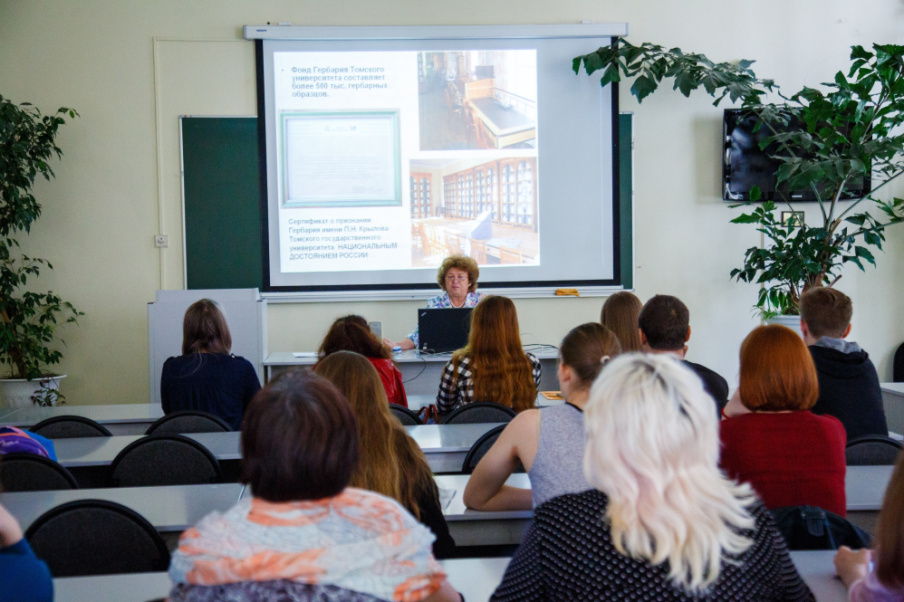 Фонд Гербария Томского
университета составляет
более 500 тыс. гербарных
образцов.
Сертификат о признании
Гербария имени П.Н. Крылова
Томского государственного
университета НАЦИОНАЛЬНЫМ
ДОСТОЯНИЕМ РОССИИ